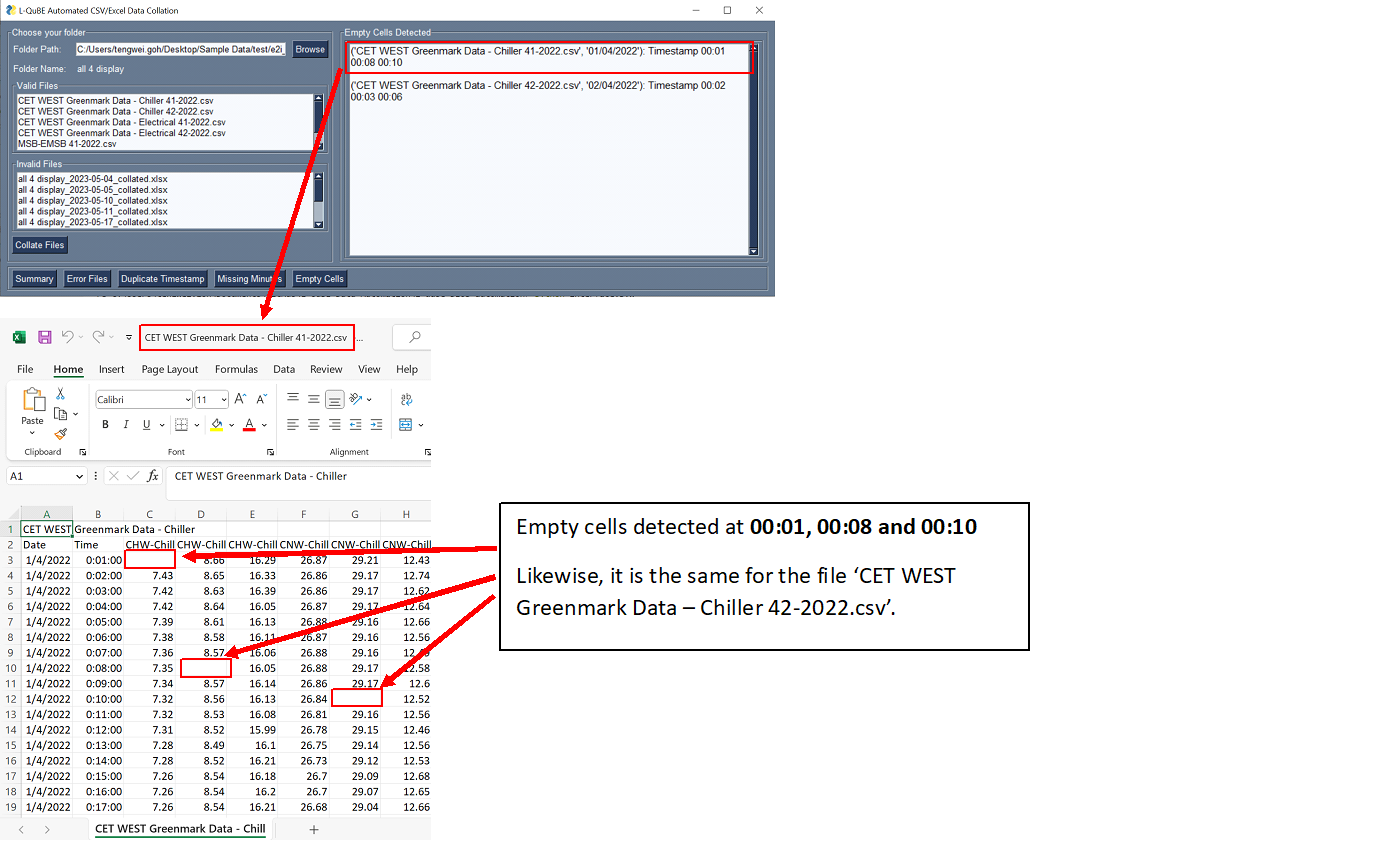 L-QuBE Automated CSV/Excel Data Collation
Choose your folder
Folder Path: C:/Users/tengwei.goh/Desktop/Sample Data/test/e2i_ Browse
Folder Name: all 4 display
Valid Files
CET WEST Greenmark Data - Chiller 41-2022.csv
CET WEST Greenmark Data - Chiller 42-2022.csv
CET WEST Greenmark Data - Electrical 41-2022.csv
CET WEST Greenmark Data - Electrical 42-2022.csv
MSB-EMSB 41-2022.csv
Invalid Files
all 4 display_2023-05-04_collated.xlsx
all 4 display_2023-05-05_collated.xlsx
all 4 display_2023-05-10_collated.xlsx
all 4 display_2023-05-11_collated.xlsx
all 4 display_2023-05-17_collated.xlsx
Collate Files
Empty Cells Detected
('CET WEST Greenmark Data - Chiller 41-2022.csv', '01/04/2022'): Timestamp 00:01
00:08 00:10
('CET WEST Greenmark Data - Chiller 42-2022.csv', '02/04/2022'): Timestamp 00:02
00:03 00:06
Summary Error Files Duplicate Timestamp Missing Minutes Empty Cells
CET WEST Greenmark Data - Chiller 41-2022.csv ...
File Home Insert Page Layout Formulas Data Review View Help
Calibri 11 A A ab
Paste B I U A
Clipboard Font Alignment
A1 fx CET WEST Greenmark Data - Chiller
A B C D E F G H
1 CET WEST Greenmark Data - Chiller
2 Date Time CHW-Chill CHW-Chill CHW-Chill CNW-Chill CNW-Chill CNW-Chill
3 1/4/2022 0:01:00 8.66 16.29 26.87 29.21 12.43
4 1/4/2022 0:02:00 7.43 8.65 16.33 26.86 29.17 12.74
5 1/4/2022 0:03:00 7.42 8.63 16.39 26.86 29.17 12.62
6 1/4/2022 0:04:00 7.42 8.64 16.05 26.87 29.17 12.64
7 1/4/2022 0:05:00 7.39 8.61 16.13 26.88 29.16 12.66
8 1/4/2022 0:06:00 7.38 8.58 16.11 26.87 29.16 12.56
9 1/4/2022 0:07:00 7.36 8.57 16.06 26.88 29.16
10 1/4/2022 0:08:00 7.35 16.05 26.88 29.17 12.58
11 1/4/2022 0:09:00 7.34 8.57 16.14 26.86 29.17 12.6
12 1/4/2022 0:10:00 7.32 8.56 16.13 26.84 12.52
13 1/4/2022 0:11:00 7.32 8.53 16.08 26.81 29.16 12.56
14 1/4/2022 0:12:00 7.31 8.52 15.99 26.78 29.15 12.46
15 1/4/2022 0:13:00 7.28 8.49 16.1 26.75 29.14 12.56
16 1/4/2022 0:14:00 7.28 8.52 16.21 26.73 29.12 12.53
17 1/4/2022 0:15:00 7.26 8.54 16.18 26.7 29.09 12.68
18 1/4/2022 0:16:00 7.26 8.54 16.2 26.7 29.07 12.65
19 1/4/2022 0:17:00 7.26 8.54 16.21 26.68 29.04 12.66
CET WEST Greenmark Data - Chill
Empty cells detected at 00:01, 00:08 and 00:10
Likewise, it is the same for the file ‘CET WEST
Greenmark Data – Chiller 42-2022.csv’.